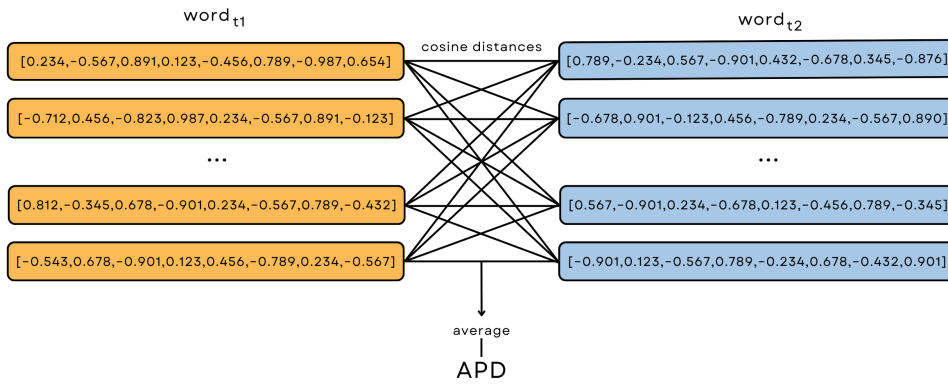 word_t1
word_t2
cosine distances
[0.234,-0.567,0.891,0.123,-0.456,0.789,-0.987,0.654]
[0.789,-0.234,0.567,-0.901,0.432,-0.678,0.345,-0.876]
[-0.712,0.456,-0.823,0.987,0.234,-0.567,0.891,-0.123]
[-0.678,0.901,-0.123,0.456,-0.789,0.234,-0.567,0.890]
...
...
[0.812,-0.345,0.678,-0.901,0.234,-0.567,0.789,-0.432]
[0.567,-0.901,0.234,-0.678,0.123,-0.456,0.789,-0.345]
[-0.543,0.678,-0.901,0.123,0.456,-0.789,0.234,-0.567]
[-0.901,0.123,-0.567,0.789,-0.234,0.678,-0.432,0.901]
average
APD